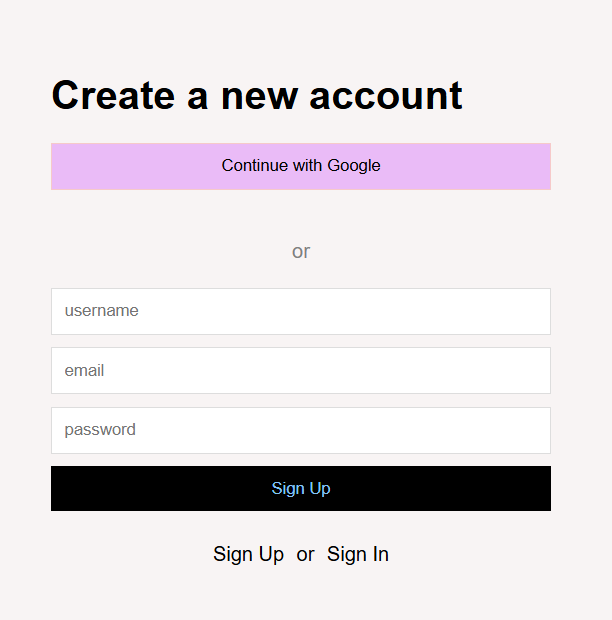 Create a new account
Continue with Google
or
username
email
password
Sign Up
Sign Up or Sign In